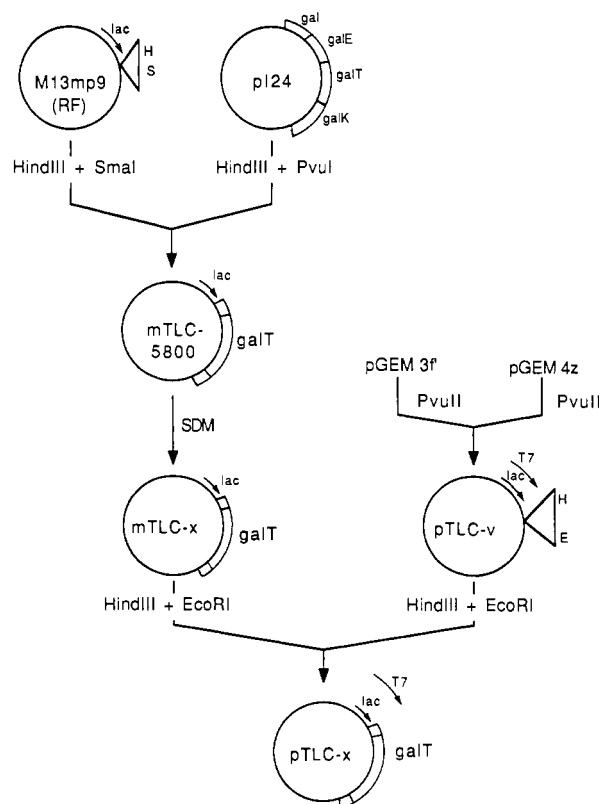 lac
H
S
M13mp9
(RF)
gal
galE
galT
galK
pI24
HindIII + SmaI
HindIII + PvuI
lac
mTLC-
5800
galT
SDM
pGEM 3f'
pGEM 4z
PvuII
PvuII
lac
mTLC-x
galT
T7
lac
H
E
pTLC-v
HindIII + EcoRI
HindIII + EcoRI
T7
lac
pTLC-x
galT